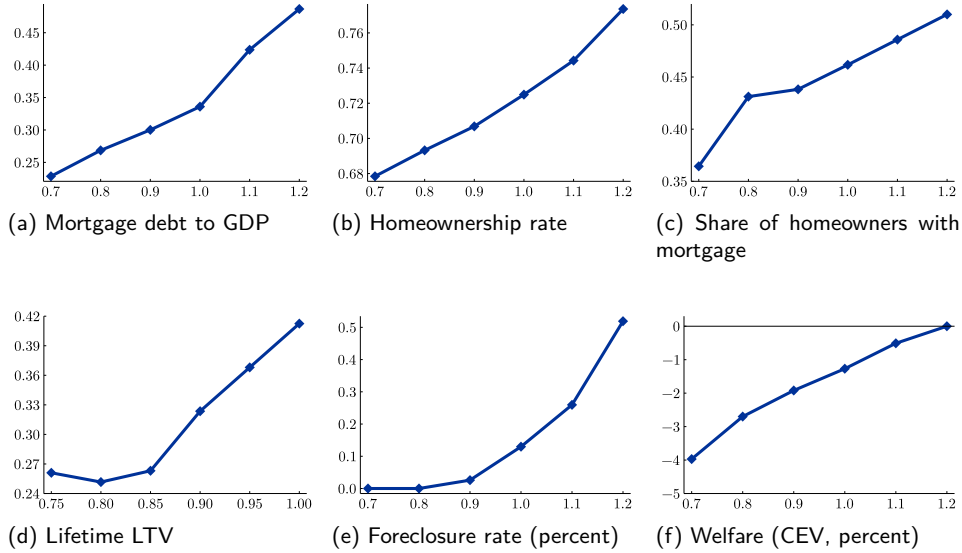 0.45
0.40
0.35
0.30
0.25
0.7 0.8 0.9 1.0 1.1 1.2
(a) Mortgage debt to GDP
0.76
0.74
0.72
0.70
0.68
0.7 0.8 0.9 1.0 1.1 1.2
(b) Homeownership rate
0.50
0.45
0.40
0.35
0.7 0.8 0.9 1.0 1.1 1.2
(c) Share of homeowners with
mortgage
0.42
0.39
0.36
0.33
0.30
0.27
0.24
0.75 0.80 0.85 0.90 0.95 1.00
(d) Lifetime LTV
0.5
0.4
0.3
0.2
0.1
0.0
0.7 0.8 0.9 1.0 1.1 1.2
(e) Foreclosure rate (percent)
0
−1
−2
−3
−4
−5
0.7 0.8 0.9 1.0 1.1 1.2
(f) Welfare (CEV, percent)